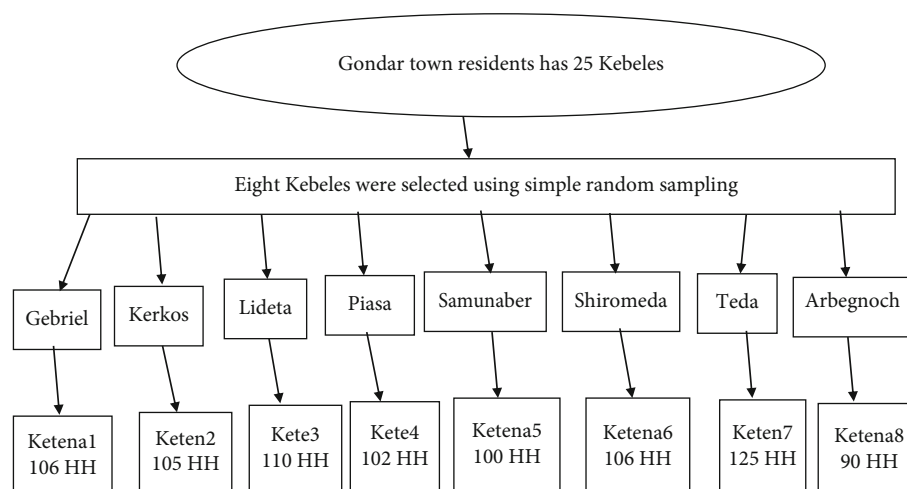 Gondar town residents has 25 Kebeles
Eight Kebeles were selected using simple random sampling
Gebriel
Kerkos
Lideta
Piasa
Samunaber
Shiromeda
Teda
Arbegnoch
Ketena1
106 HH
Keten2
105 HH
Kete3
110 HH
Kete4
102 HH
Ketena5
100 HH
Ketena6
106 HH
Keten7
125 HH
Ketena8
90 HH